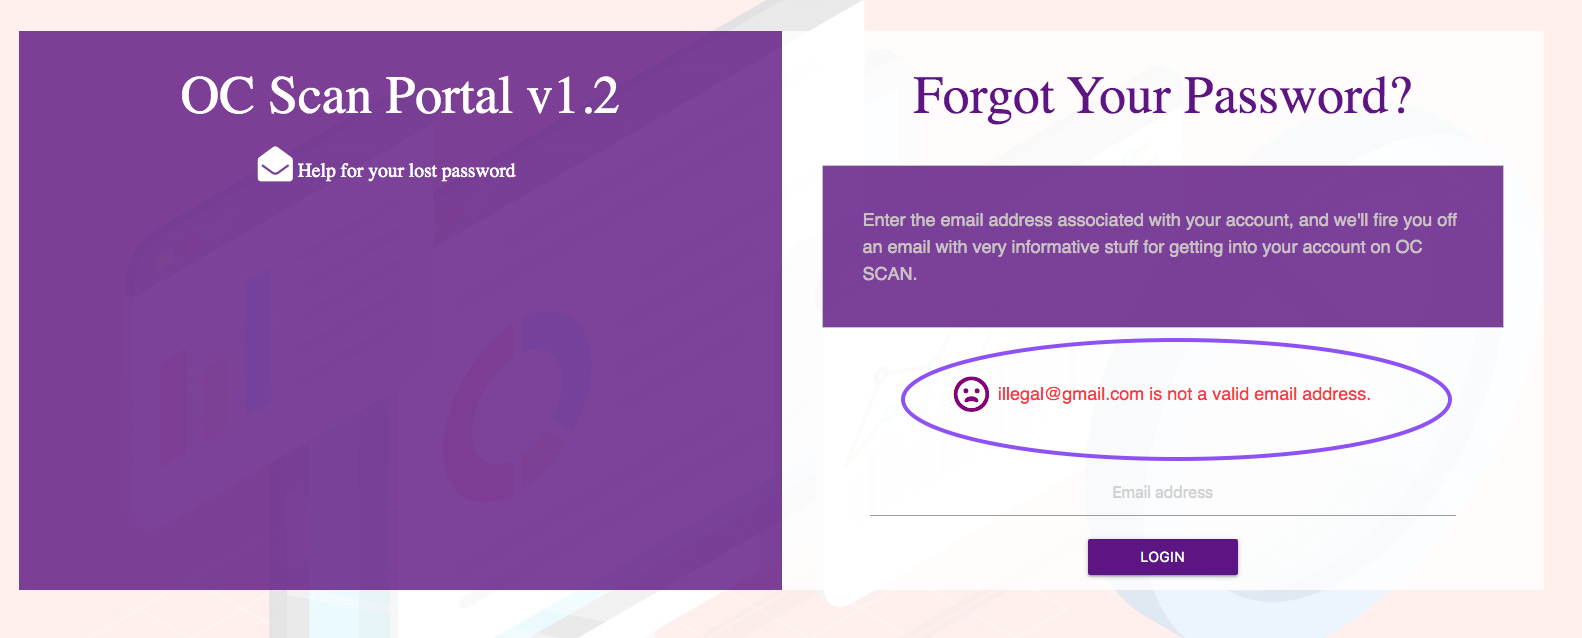 OC Scan Portal v1.2
Help for your lost password
Forgot Your Password?
Enter the email address associated with your account, and we'll fire you off
an email with very informative stuff for getting into your account on OC
SCAN.
illegal@gmail.com is not a valid email address.
Email address
LOGIN